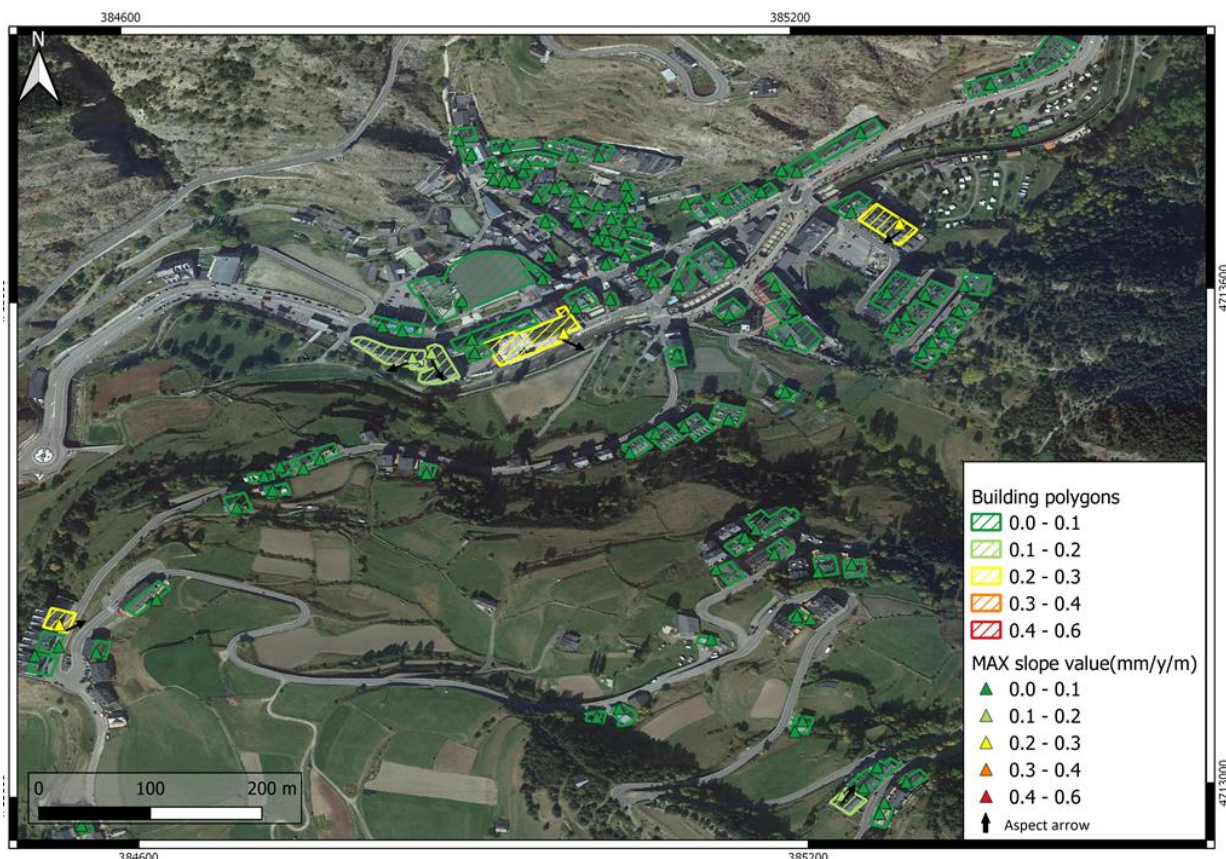 384600
385200
N
4713600
Building polygons
0.0 - 0.1
0.1 - 0.2
0.2 - 0.3
0.3 - 0.4
0.4 - 0.6
MAX slope value(mm/y/m)
0.0 - 0.1
0.1 - 0.2
0.2 - 0.3
0.3 - 0.4
0.4 - 0.6
Aspect arrow
4713000
0
100
200 m
384600
385200